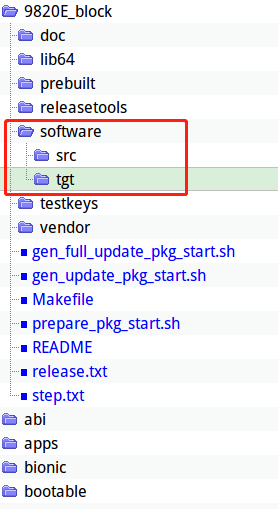 9820E_block
doc
lib64
prebuilt
releasetools
software
src
tgt
testkeys
vendor
gen_full_update_pkg_start.sh
gen_update_pkg_start.sh
Makefile
prepare_pkg_start.sh
README
release.txt
step.txt
abi
apps
bionic
bootable